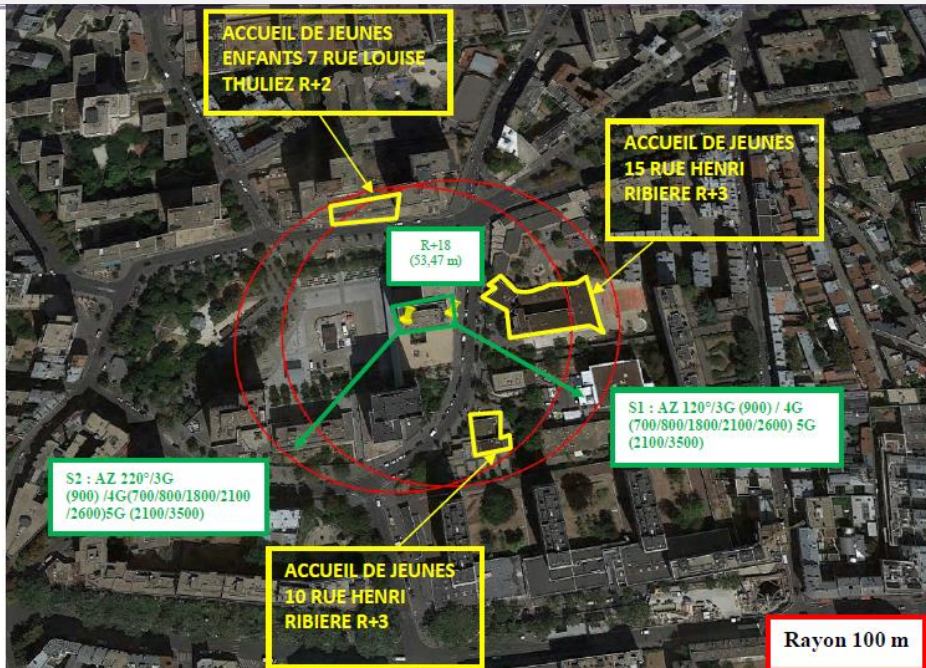 ACCUEIL DE JEUNES
ENFANTS 7 RUE LOUISE
THULIEZ R+2
ACCUEIL DE JEUNES
15 RUE HENRI
RIBIERE R+3
R+18
(53,47 m)
S1 : AZ 120°/3G (900) / 4G
(700/800/1800/2100/2600) 5G
(2100/3500)
S2 : AZ 220°/3G
(900) /4G(700/800/1800/2100
/2600)5G (2100/3500)
ACCUEIL DE JEUNES
10 RUE HENRI
RIBIERE R+3
Rayon 100 m